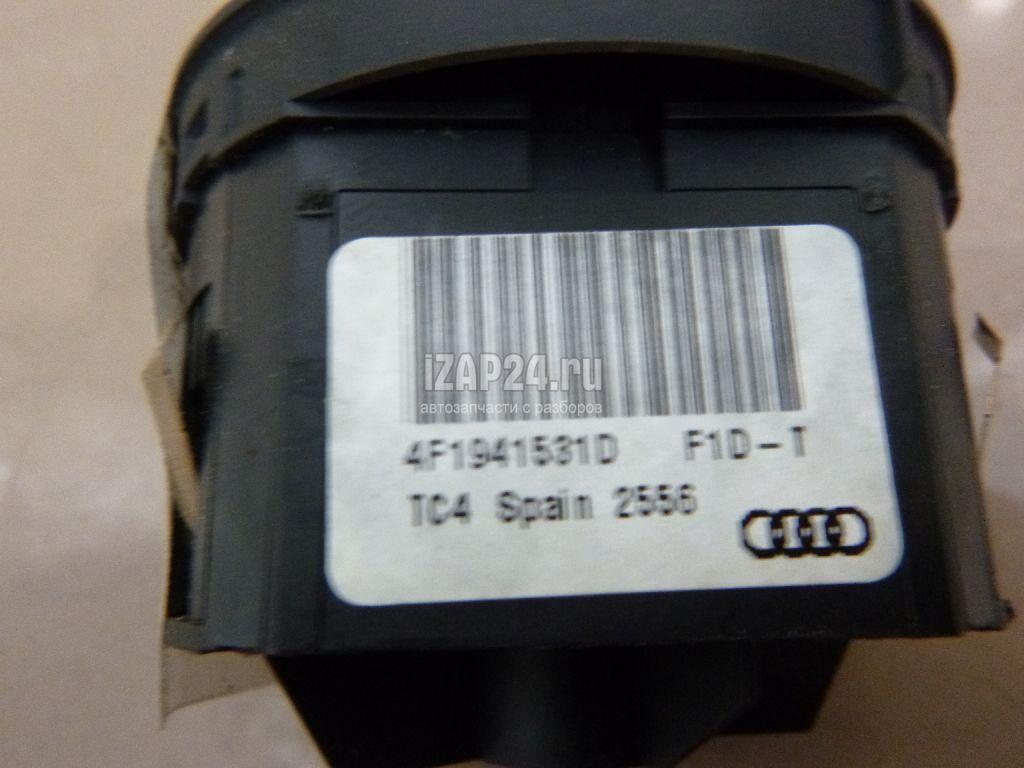 iZAP24.ru
автозапчасти с разборов
4F1941531D F1D-T
TC4 Spain 2556